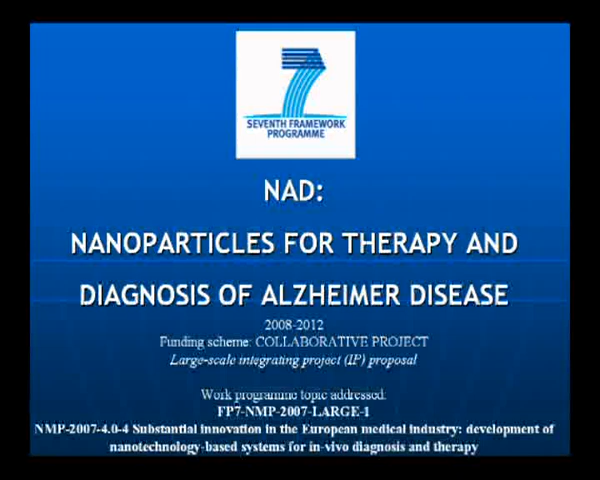 SEVENTH FRAMEWORK
PROGRAMME
NAD:
NANOPARTICLES FOR THERAPY AND
DIAGNOSIS OF ALZHEIMER DISEASE
2008-2012
Funding scheme: COLLABORATIVE PROJECT
Large-scale integrating project (IP) proposal
Work programme topic addressed:
FP7-NMP-2007-LARGE-1
NMP-2007-4.0-4 Substantial innovation in the European medical industry: development of
nanotechnology-based systems for in-vivo diagnosis and therapy